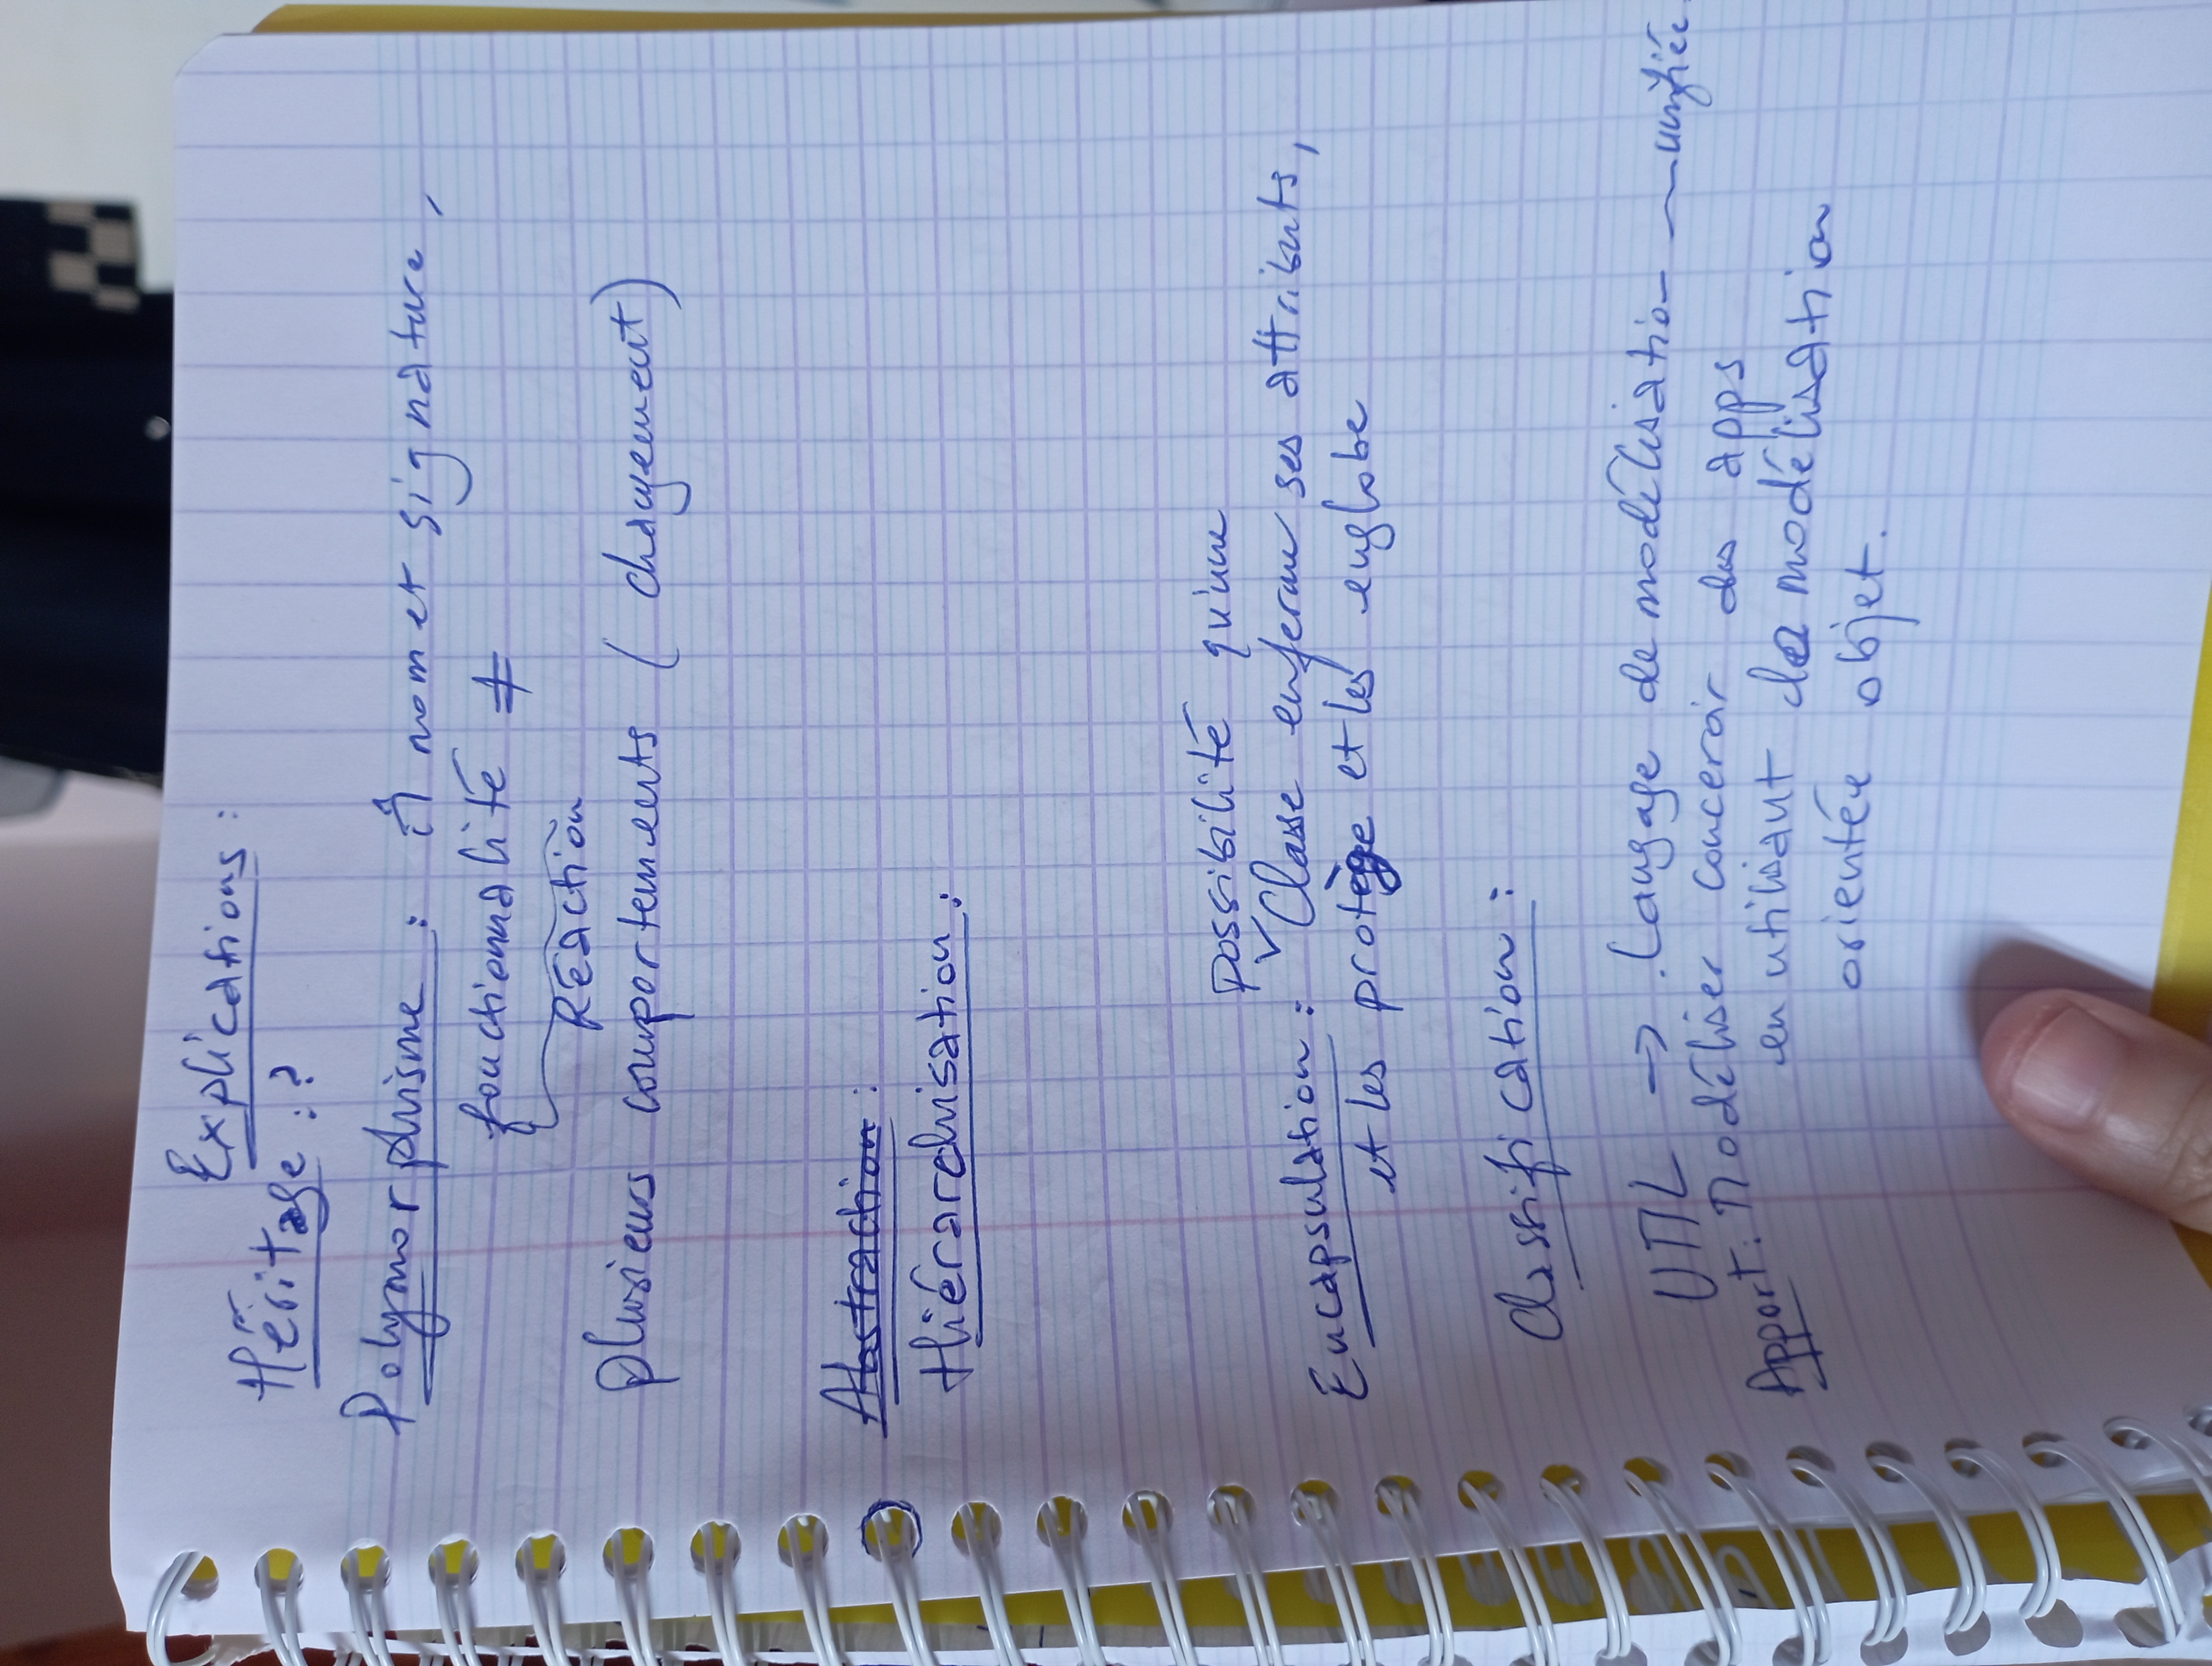 Explications :
Héritage : ?
Polymorphisme : m̂ nom et signature,
fonctionnalité ≠
Réaction
plusieurs comportements (changement)
Abstraction :
Hiérarchisation :
possibilité qu'une
Encapsulation : Classe enferme ses attributs,
et les protège et les englobe
Classification :
UML → Langage de modélisation unifiée
Apport : Modéliser concevoir des apps
en utilisant la modélisation
orientée objet.